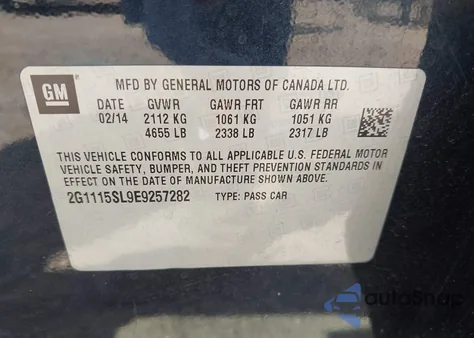 GM
MFD BY GENERAL MOTORS OF CANADA LTD.
DATE GVWR GAWR FRT GAWR RR
02/14 2112 KG 1061 KG 1051 KG
4655 LB 2338 LB 2317 LB
THIS VEHICLE CONFORMS TO ALL APPLICABLE U.S. FEDERAL MOTOR
VEHICLE SAFETY, BUMPER, AND THEFT PREVENTION STANDARDS IN
EFFECT ON THE DATE OF MANUFACTURE SHOWN ABOVE.
2G1115SL9E9257282 TYPE: PASS CAR
autoSnap